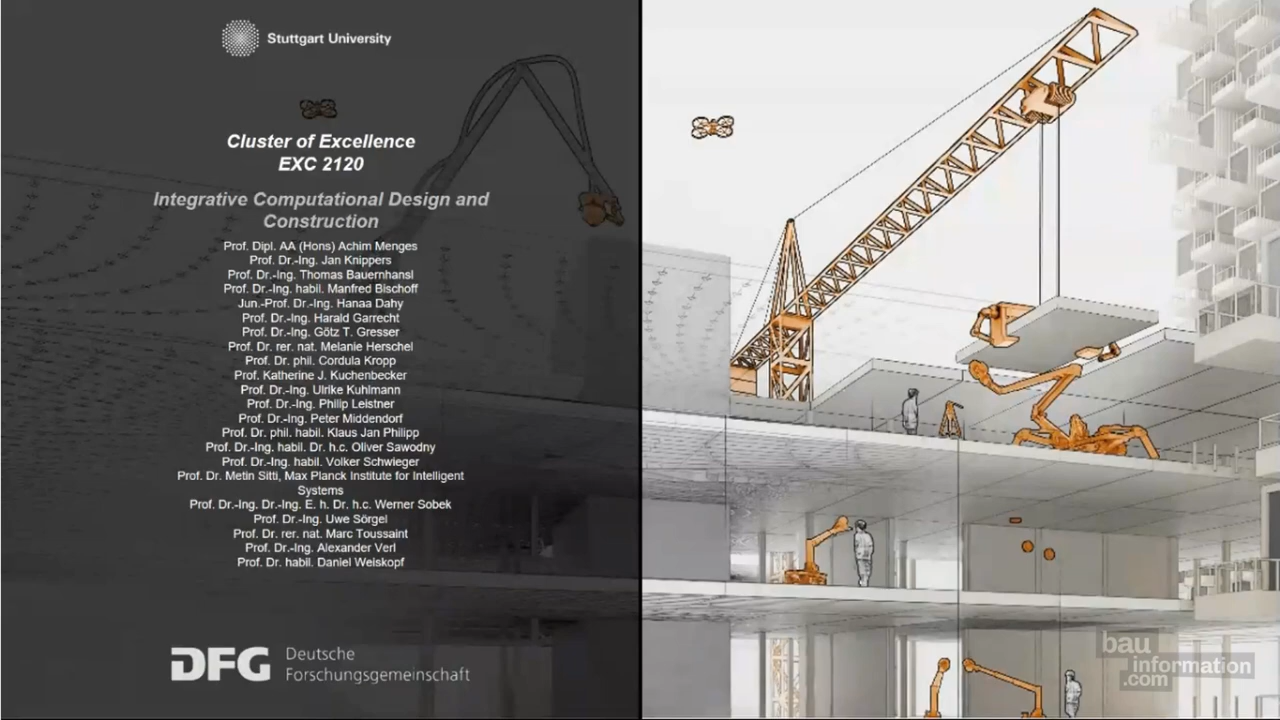 Stuttgart University
Cluster of Excellence
EXC 2120
Integrative Computational Design and
Construction
Prof. Dipl. AA (Hons) Achim Menges
Prof. Dr.-Ing. Jan Knippers
Prof. Dr.-Ing. Thomas Bauernhansl
Prof. Dr.-Ing. habil. Manfred Bischoff
Jun.-Prof. Dr.-Ing. Hanaa Dahy
Prof. Dr.-Ing. Harald Garrecht
Prof. Dr.-Ing. Götz T. Gresser
Prof. Dr. rer. nat. Melanie Herschel
Prof. Dr. phil. Cordula Kropp
Prof. Katherine J. Kuchenbecker
Prof. Dr.-Ing. Ulrike Kuhlmann
Prof. Dr.-Ing. Philip Leistner
Prof. Dr.-Ing. Peter Middendorf
Prof. Dr. phil. habil. Klaus Jan Philipp
Prof. Dr.-Ing. habil. Dr. h.c. Oliver Sawodny
Prof. Dr.-Ing. habil. Volker Schwieger
Prof. Dr. Metin Sitti, Max Planck Institute for Intelligent
Systems
Prof. Dr.-Ing. Dr.-Ing. E. h. Dr. h.c. Werner Sobek
Prof. Dr.-Ing. Uwe Sörgel
Prof. Dr. rer. nat. Marc Toussaint
Prof. Dr.-Ing. Alexander Verl
Prof. Dr. habil. Daniel Weiskopf
DFG
Deutsche
Forschungsgemeinschaft
bau
information
.com